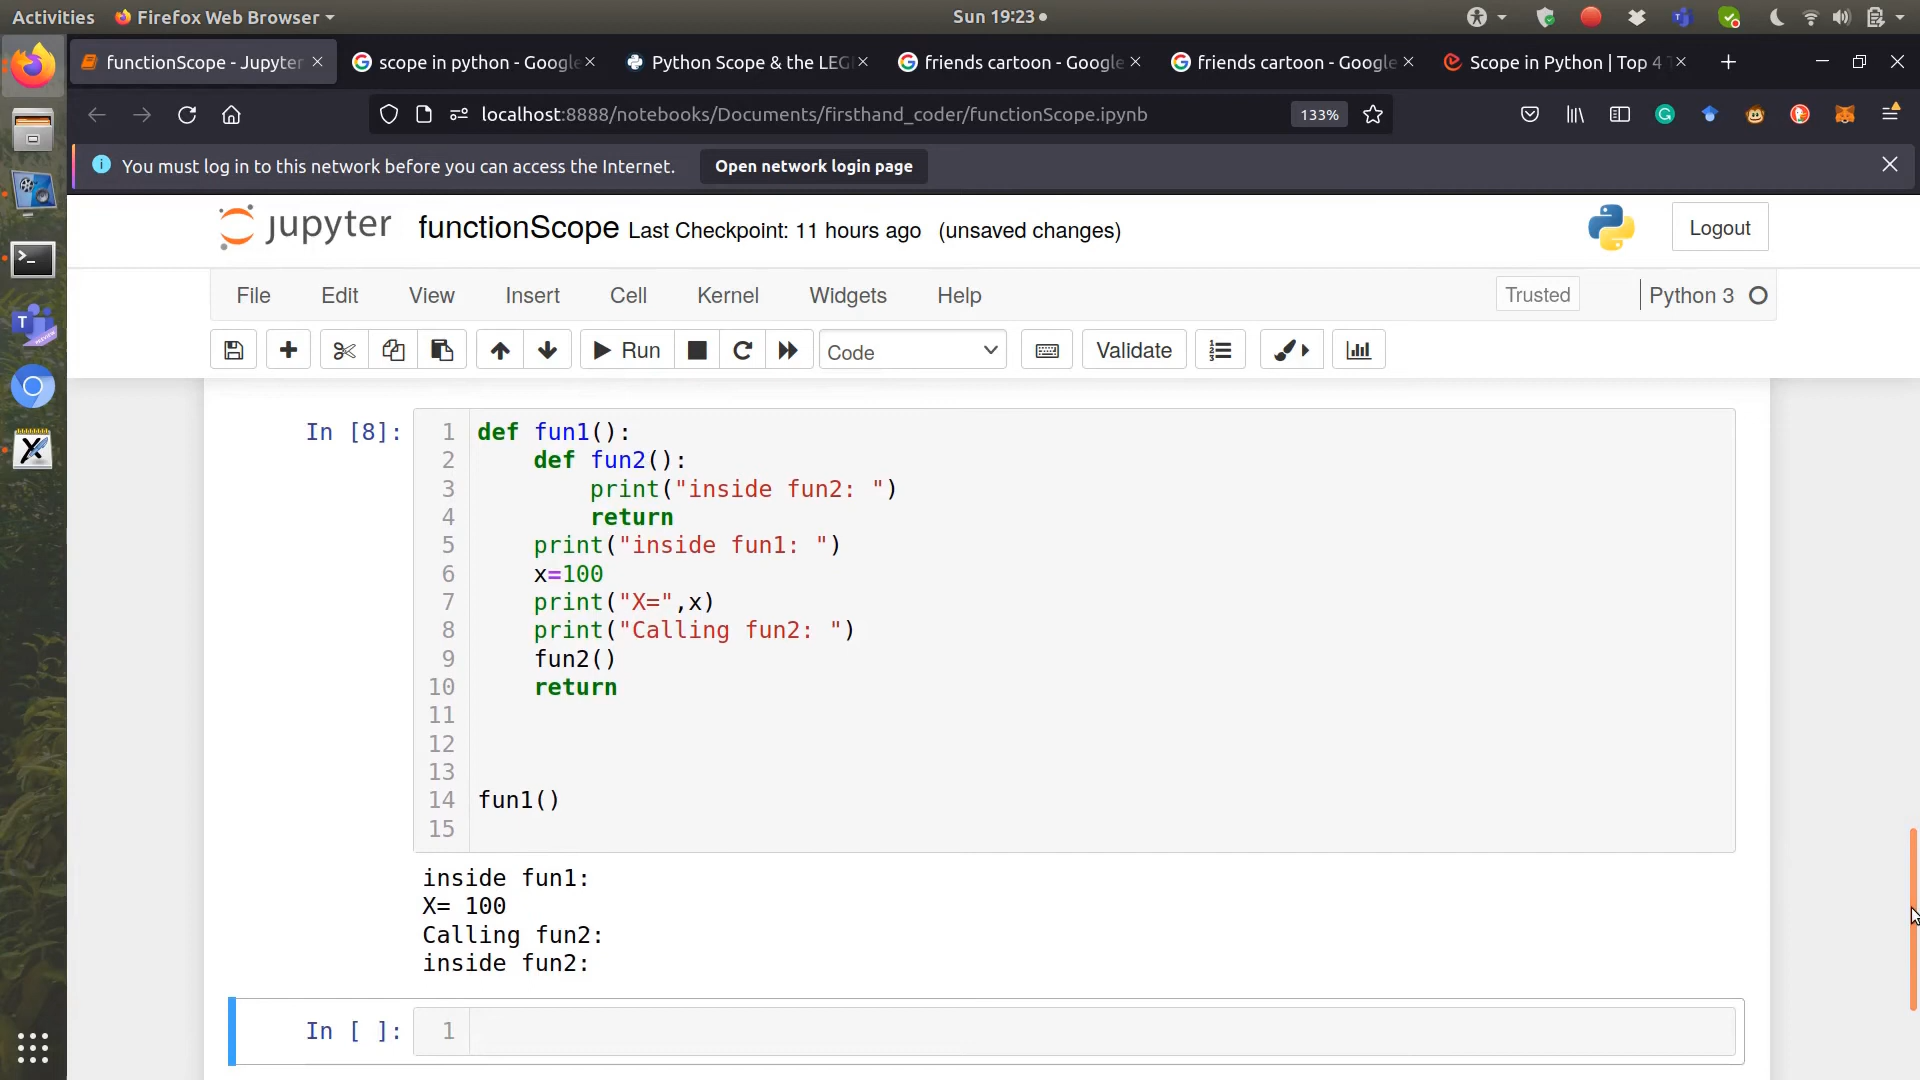 Activities Firefox Web Browser Sun 19:23
functionScope - Jupyter scope in python - Google Python Scope & the LEG friends cartoon - Google friends cartoon - Google Scope in Python | Top 4 T
localhost:8888/notebooks/Documents/firsthand_coder/functionScope.ipynb 133%
You must log in to this network before you can access the Internet. Open network login page
jupyter functionScope Last Checkpoint: 11 hours ago (unsaved changes) Logout
File Edit View Insert Cell Kernel Widgets Help Trusted Python 3
Run Code Validate
In [8]: 1 def fun1():
2 def fun2():
3 print("inside fun2: ")
4 return
5 print("inside fun1: ")
6 x=100
7 print("X=",x)
8 print("Calling fun2: ")
9 fun2()
10 return
11
12
13
14 fun1()
15
inside fun1:
X= 100
Calling fun2:
inside fun2:
In [ ]: 1